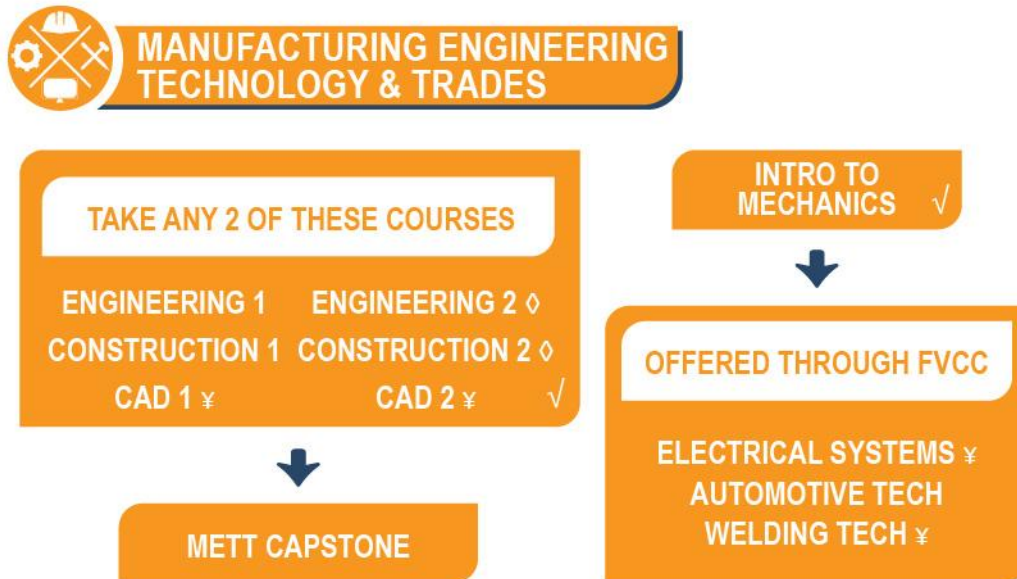 MANUFACTURING ENGINEERING
TECHNOLOGY & TRADES
TAKE ANY 2 OF THESE COURSES
ENGINEERING 1 ENGINEERING 2 ◊
CONSTRUCTION 1 CONSTRUCTION 2 ◊
CAD 1 ¥ CAD 2 ¥ √
METT CAPSTONE
INTRO TO
MECHANICS √
OFFERED THROUGH FVCC
ELECTRICAL SYSTEMS ¥
AUTOMOTIVE TECH
WELDING TECH ¥